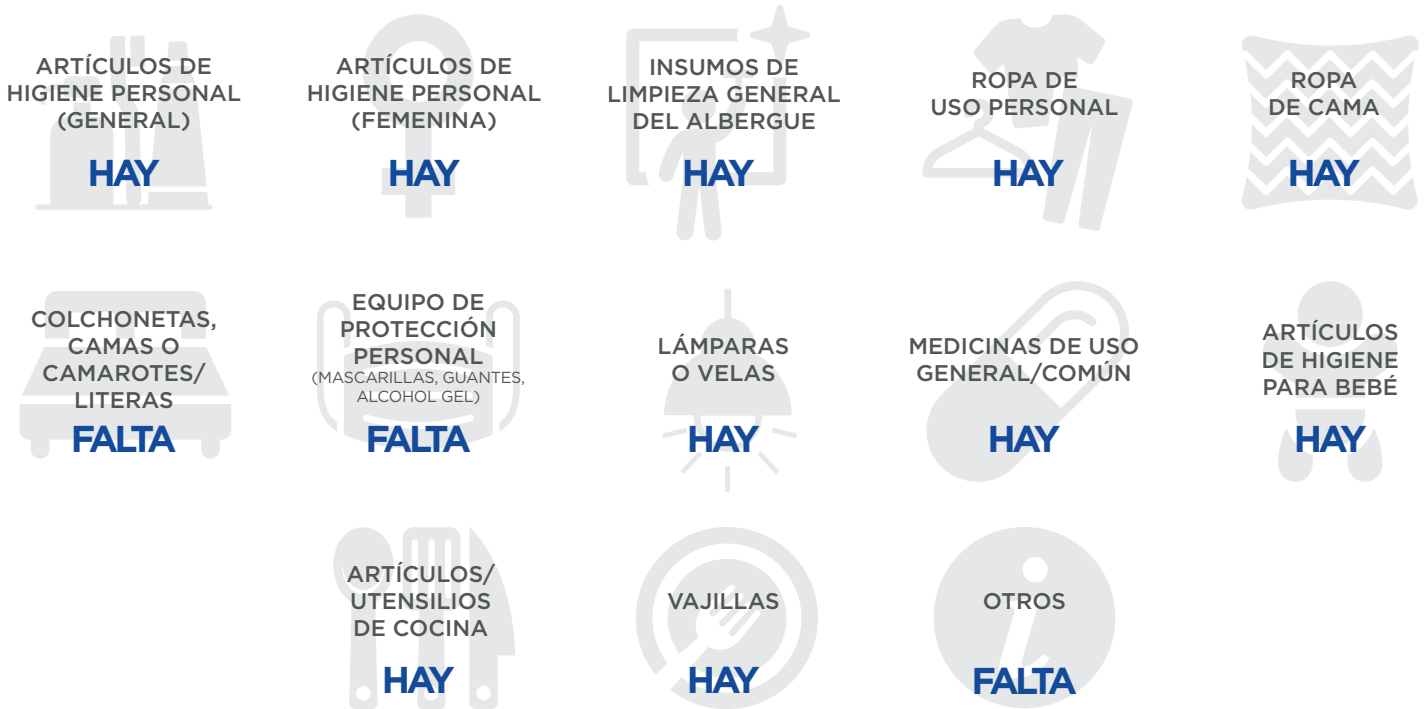 ARTÍCULOS DE
HIGIENE PERSONAL
(GENERAL)
HAY
ARTÍCULOS DE
HIGIENE PERSONAL
(FEMENINA)
HAY
INSUMOS DE
LIMPIEZA GENERAL
DEL ALBERGUE
HAY
ROPA DE
USO PERSONAL
HAY
ROPA
DE CAMA
HAY
COLCHONETAS,
CAMAS O
CAMAROTES/
LITERAS
FALTA
EQUIPO DE
PROTECCIÓN
PERSONAL
(MASCARILLAS, GUANTES,
ALCOHOL GEL)
FALTA
LÁMPARAS
O VELAS
HAY
MEDICINAS DE USO
GENERAL/COMÚN
HAY
ARTÍCULOS
DE HIGIENE
PARA BEBÉ
HAY
ARTÍCULOS/
UTENSILIOS
DE COCINA
HAY
VAJILLAS
HAY
OTROS
FALTA